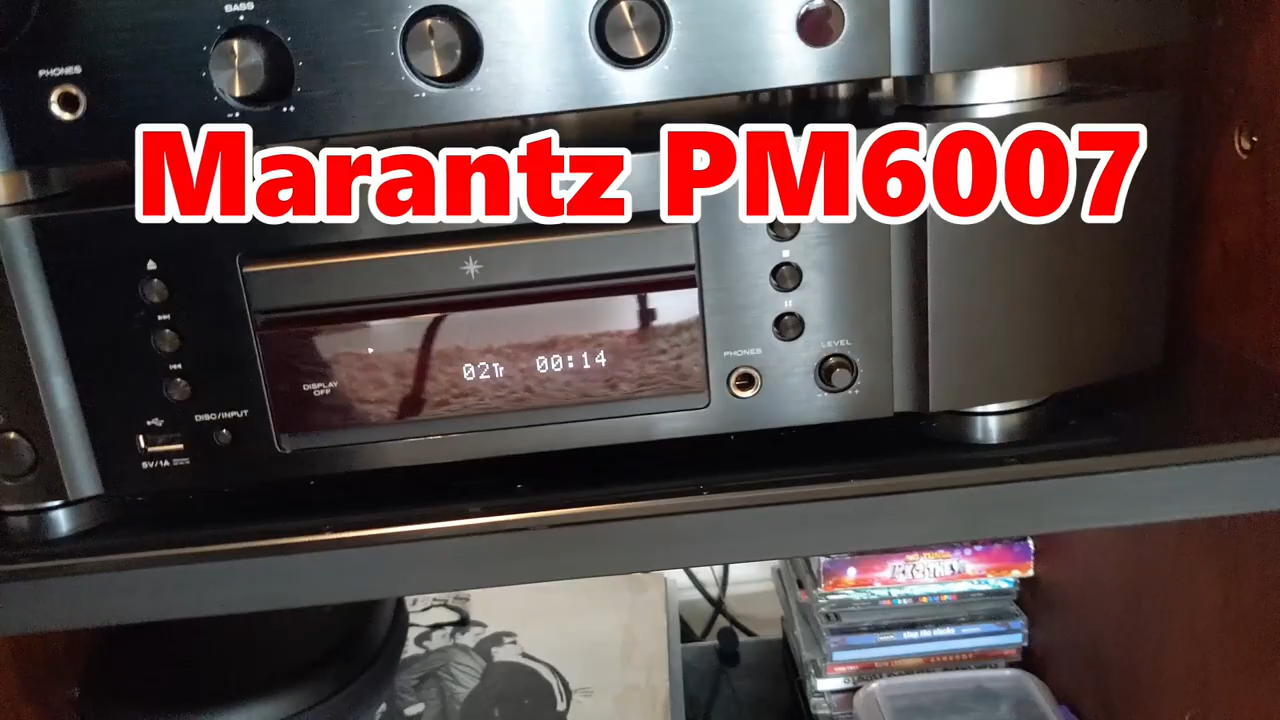 BASS
PHONES
Marantz PM6007
PHONES
LEVEL
02Tr 00:14
DISPLAY
OFF
DISC/INPUT
5V/1A